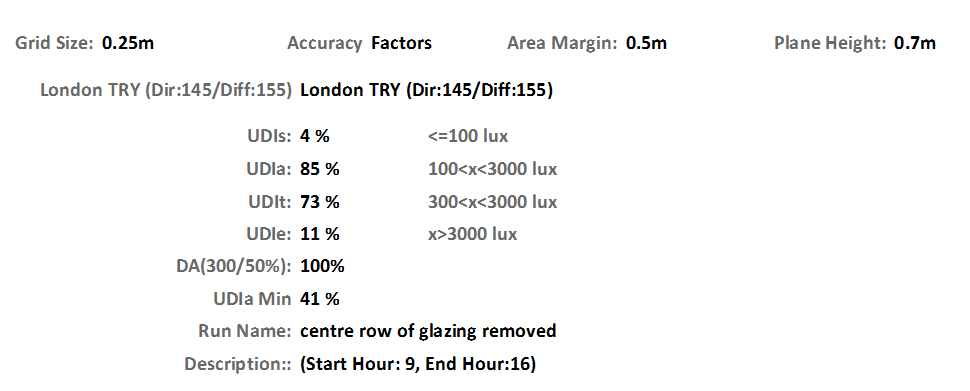 Grid Size: 0.25m Accuracy Factors Area Margin: 0.5m Plane Height: 0.7m
London TRY (Dir:145/Diff:155) London TRY (Dir:145/Diff:155)
UDIs: 4 % <=100 lux
UDIa: 85 % 100<x<3000 lux
UDIt: 73 % 300<x<3000 lux
UDIe: 11 % x>3000 lux
DA(300/50%): 100%
UDIa Min 41 %
Run Name: centre row of glazing removed
Description:: (Start Hour: 9, End Hour:16)